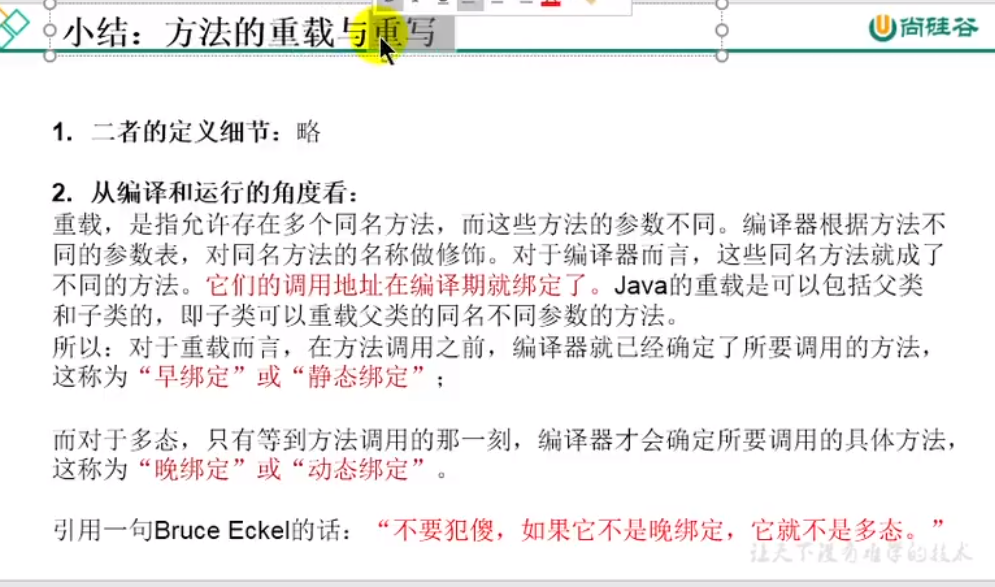 小结：方法的重载与重写
尚硅谷
1. 二者的定义细节：略
2. 从编译和运行的角度看：
重载，是指允许存在多个同名方法，而这些方法的参数不同。编译器根据方法不
同的参数表，对同名方法的名称做修饰。对于编译器而言，这些同名方法就成了
不同的方法。它们的调用地址在编译期就绑定了。Java的重载是可以包括父类
和子类的，即子类可以重载父类的同名不同参数的方法。
所以：对于重载而言，在方法调用之前，编译器就已经确定了所要调用的方法，
这称为“早绑定”或“静态绑定”；
而对于多态，只有等到方法调用的那一刻，编译器才会确定所要调用的具体方法，
这称为“晚绑定”或“动态绑定”。
引用一句Bruce Eckel的话：“不要犯傻，如果它不是晚绑定，它就不是多态。”
让天下没有难学的技术